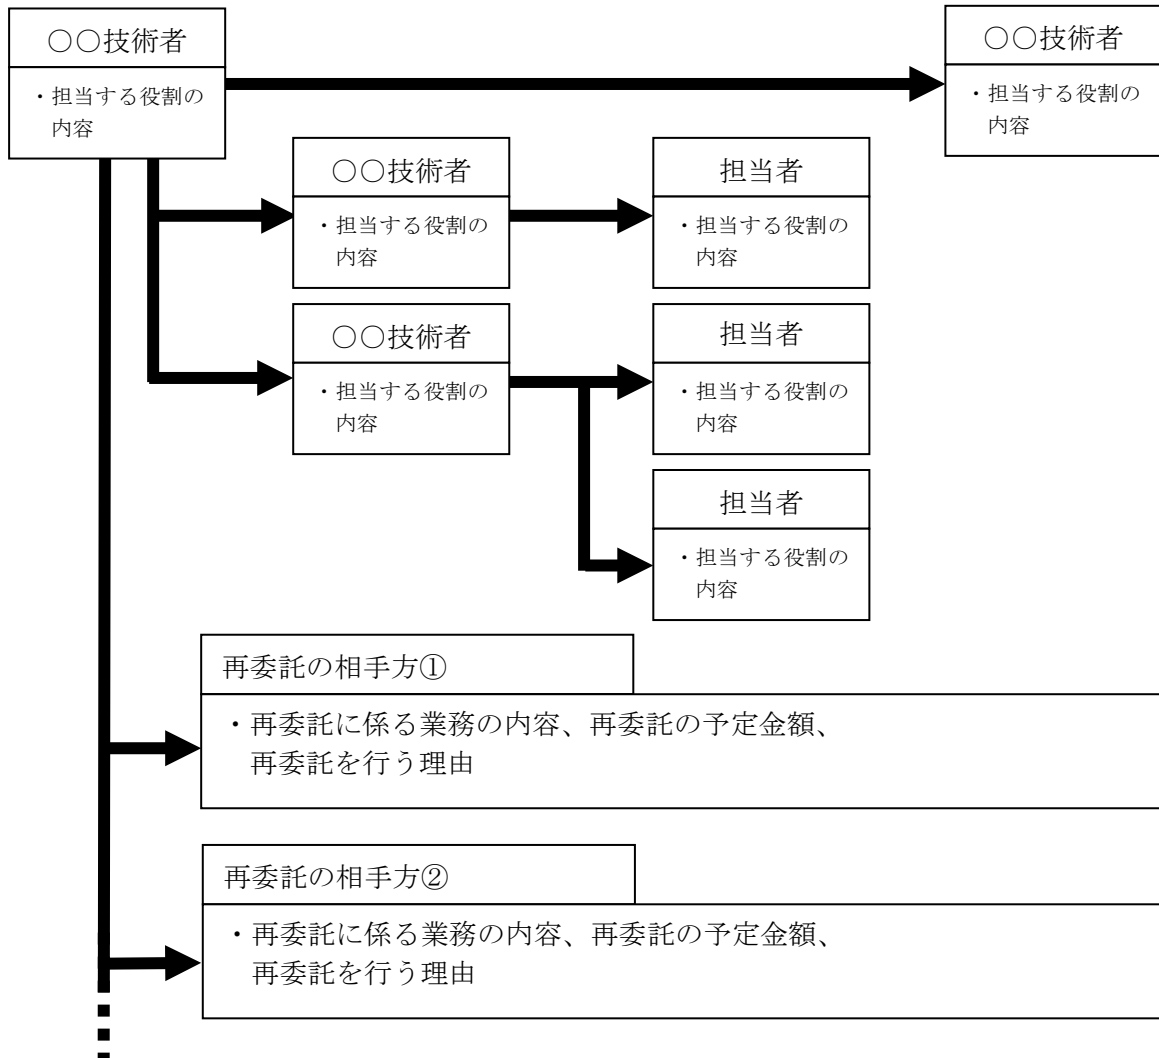 ○○技術者
・担当する役割の
内容
○○技術者
・担当する役割の
内容
○○技術者
・担当する役割の
内容
担当者
・担当する役割の
内容
○○技術者
・担当する役割の
内容
担当者
・担当する役割の
内容
担当者
・担当する役割の
内容
再委託の相手方①
・再委託に係る業務の内容、再委託の予定金額、
再委託を行う理由
再委託の相手方②
・再委託に係る業務の内容、再委託の予定金額、
再委託を行う理由